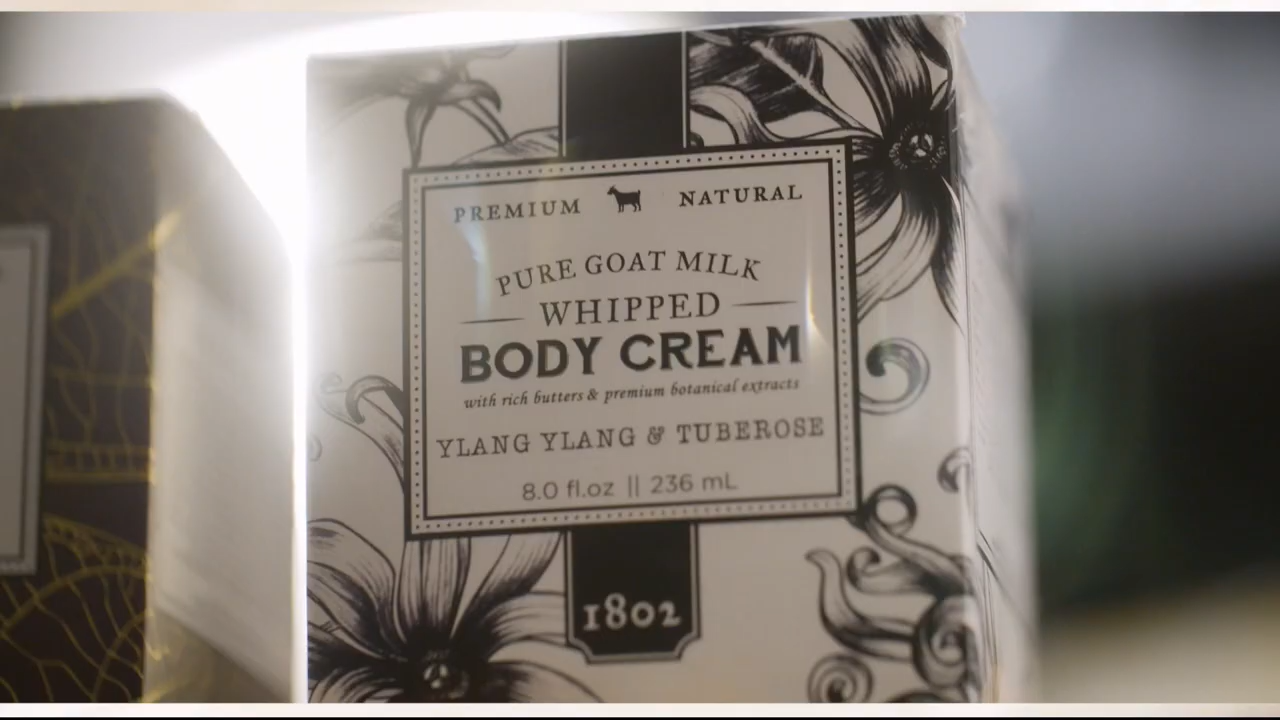 PREMIUM NATURAL
PURE GOAT MILK
WHIPPED
BODY CREAM
with rich butters & premium botanical extracts
YLANG YLANG & TUBEROSE
8.0 fl.oz || 236 mL
1802